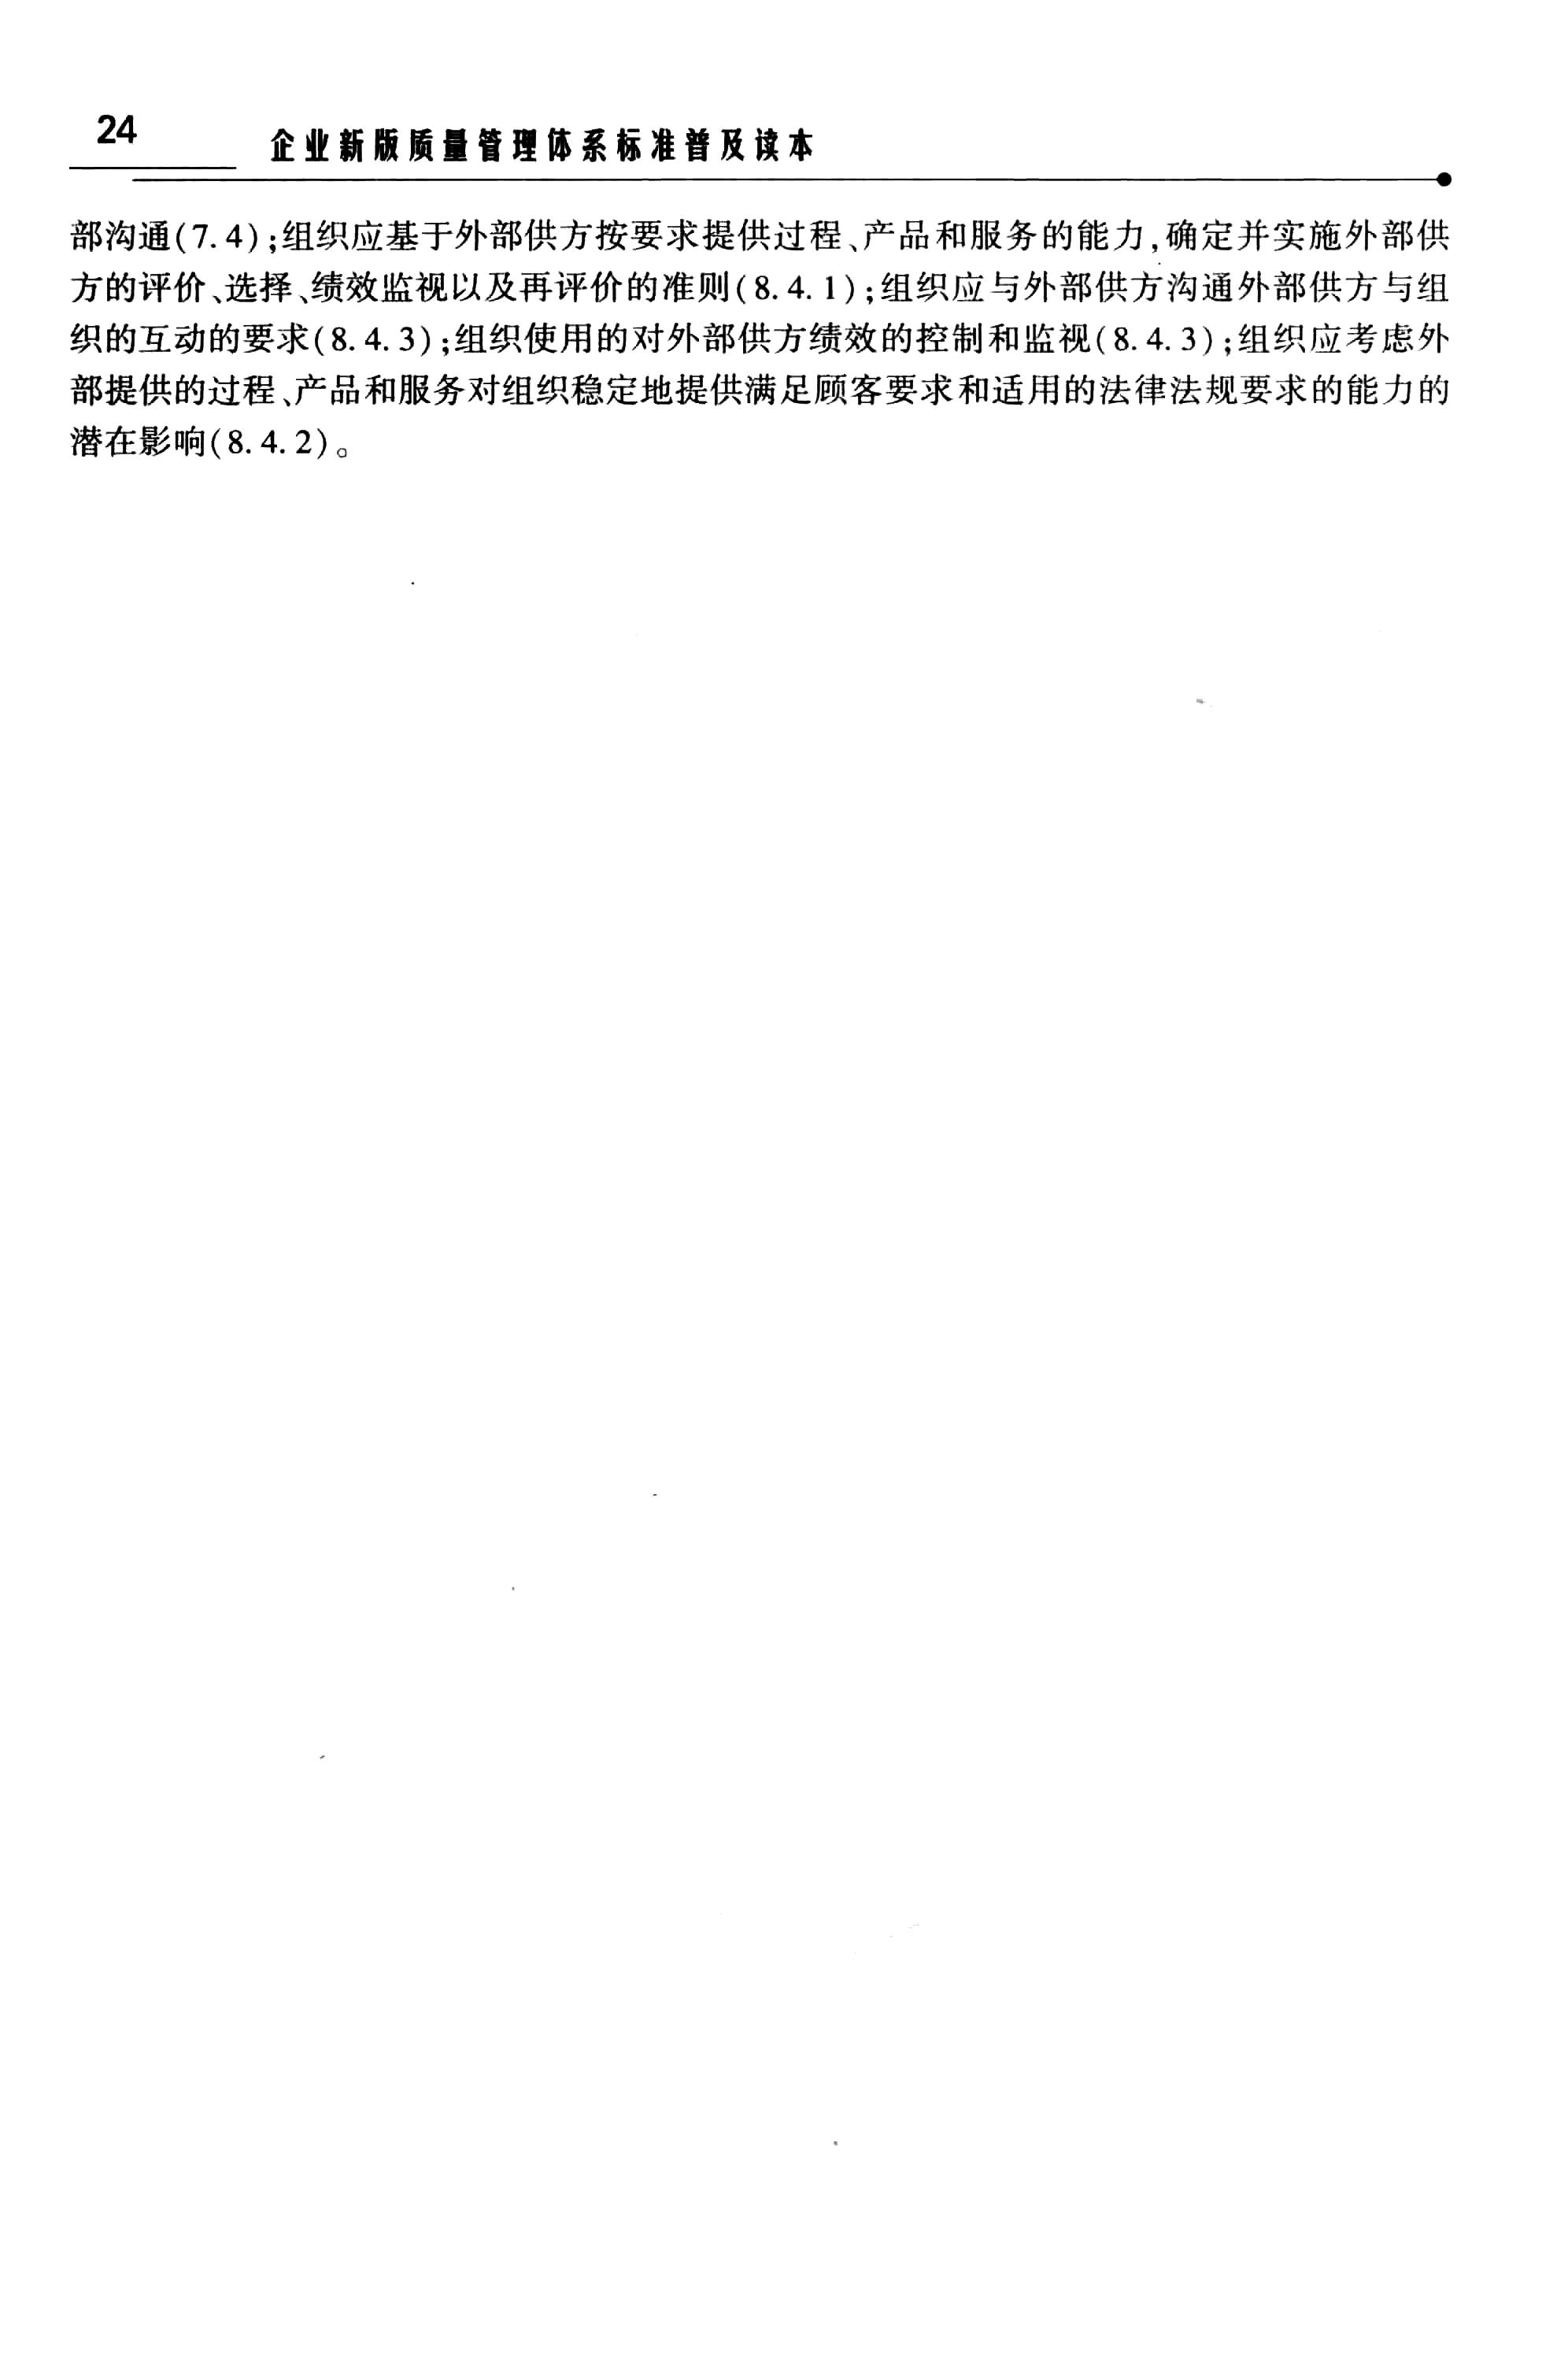 24
企业新版质量管理体系标准普及读本
部沟通(7.4);组织应基于外部供方按要求提供过程、产品和服务的能力,确定并实施外部供
方的评价、选择、绩效监视以及再评价的准则(8.4.1);组织应与外部供方沟通外部供方与组
织的互动的要求(8.4.3);组织使用的对外部供方绩效的控制和监视(8.4.3);组织应考虑外
部提供的过程、产品和服务对组织稳定地提供满足顾客要求和适用的法律法规要求的能力的
潜在影响(8.4.2)。